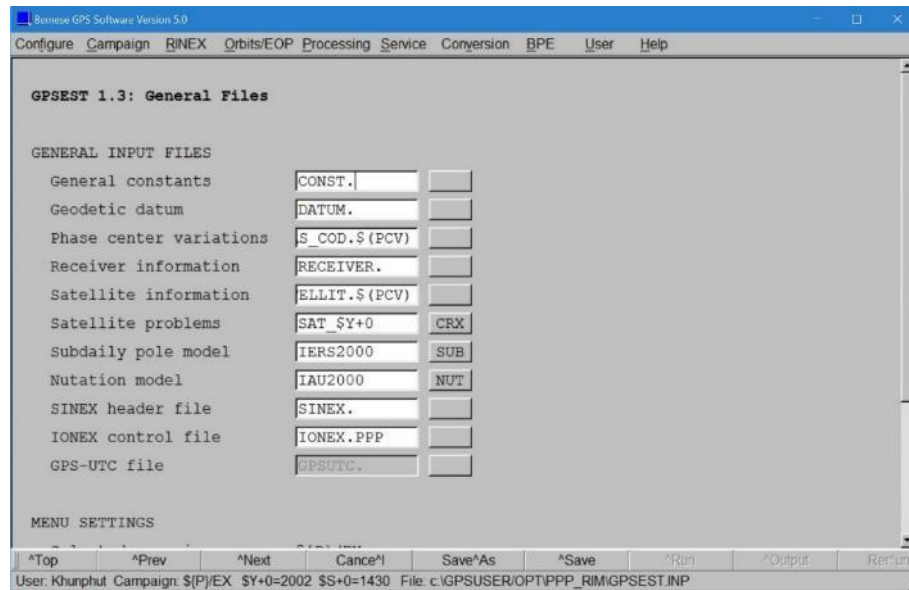 Bernese GPS Software Version 5.0
Configure Campaign RINEX Orbits/EOP Processing Service Conversion BPE User Help
GPSEST 1.3: General Files
GENERAL INPUT FILES
General constants CONST.
Geodetic datum DATUM.
Phase center variations S_COD.$(PCV)
Receiver information RECEIVER.
Satellite information ELLIT.$(PCV)
Satellite problems SAT_$Y+0 CRX
Subdaily pole model IERS2000 SUB
Nutation model IAU2000 NUT
SINEX header file SINEX.
IONEX control file IONEX.PPP
GPS-UTC file GPSUTC.
MENU SETTINGS
^Top ^Prev ^Next Cance^l Save^As ^Save ^Run ^Output
User: Khunphut Campaign: ${P}/EX $Y+0=2002 $S+0=1430 File: c:\GPSUSER/OPT\PPP_RIM\GPSEST.INP